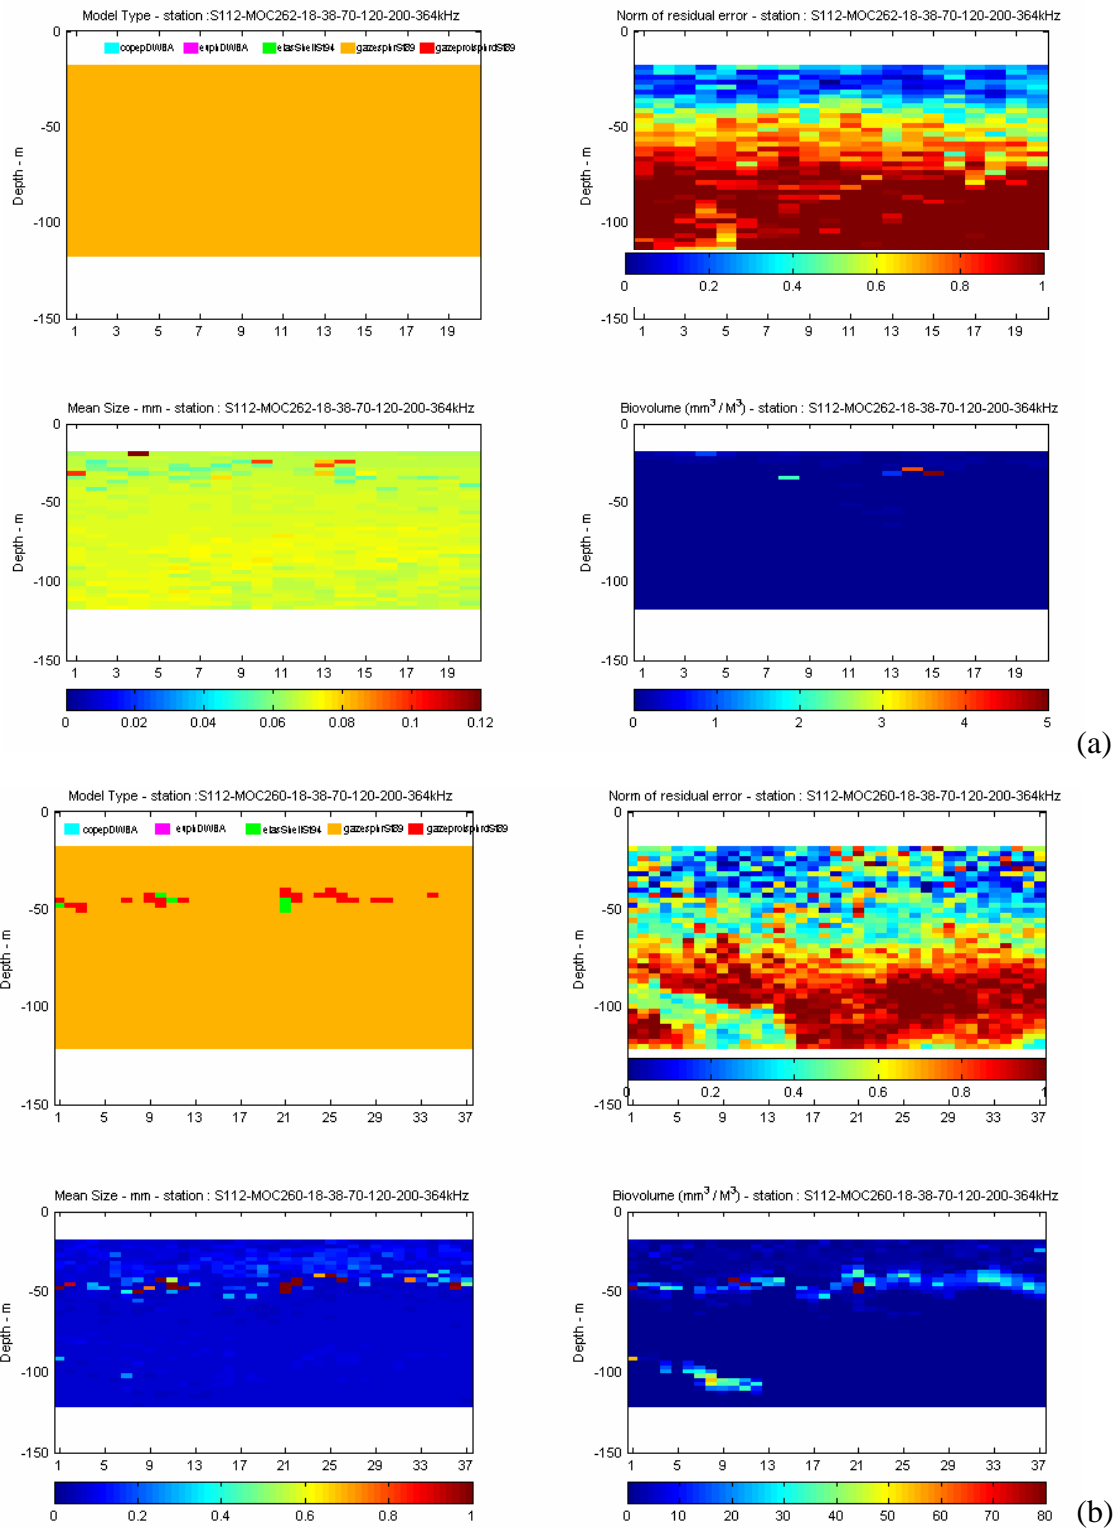 Model Type - station :S112-MOC262-18-38-70-120-200-364kHz
copepDWBA euphDWBA elasShellSt94 gazesphrSt89 gazeprolsphrdSt89
0
-50
-100
-150
Depth - m
1 3 5 7 9 11 13 15 17 19
Norm of residual error - station : S112-MOC262-18-38-70-120-200-364kHz
0
-50
-100
-150
Depth - m
0 0.2 0.4 0.6 0.8 1
1 3 5 7 9 11 13 15 17 19
Mean Size - mm - station : S112-MOC262-18-38-70-120-200-364kHz
0
-50
-100
-150
Depth - m
1 3 5 7 9 11 13 15 17 19
0 0.02 0.04 0.06 0.08 0.1 0.12
Biovolume (mm³ / M³) - station : S112-MOC262-18-38-70-120-200-364kHz
0
-50
-100
-150
Depth - m
1 3 5 7 9 11 13 15 17 19
0 1 2 3 4 5
(a)
Model Type - station :S112-MOC260-18-38-70-120-200-364kHz
copepDWBA euphDWBA elasShellSt94 gazesphrSt89 gazeprolsphrdSt89
0
-50
-100
-150
Depth - m
1 5 9 13 17 21 25 29 33 37
Norm of residual error - station : S112-MOC260-18-38-70-120-200-364kHz
0
-50
-100
-150
Depth - m
0 0.2 0.4 0.6 0.8 1
1 5 9 13 17 21 25 29 33 37
Mean Size - mm - station : S112-MOC260-18-38-70-120-200-364kHz
0
-50
-100
-150
Depth - m
1 5 9 13 17 21 25 29 33 37
0 0.2 0.4 0.6 0.8 1
Biovolume (mm³ / M³) - station : S112-MOC260-18-38-70-120-200-364kHz
0
-50
-100
-150
Depth - m
1 5 9 13 17 21 25 29 33 37
0 10 20 30 40 50 60 70 80
(b)